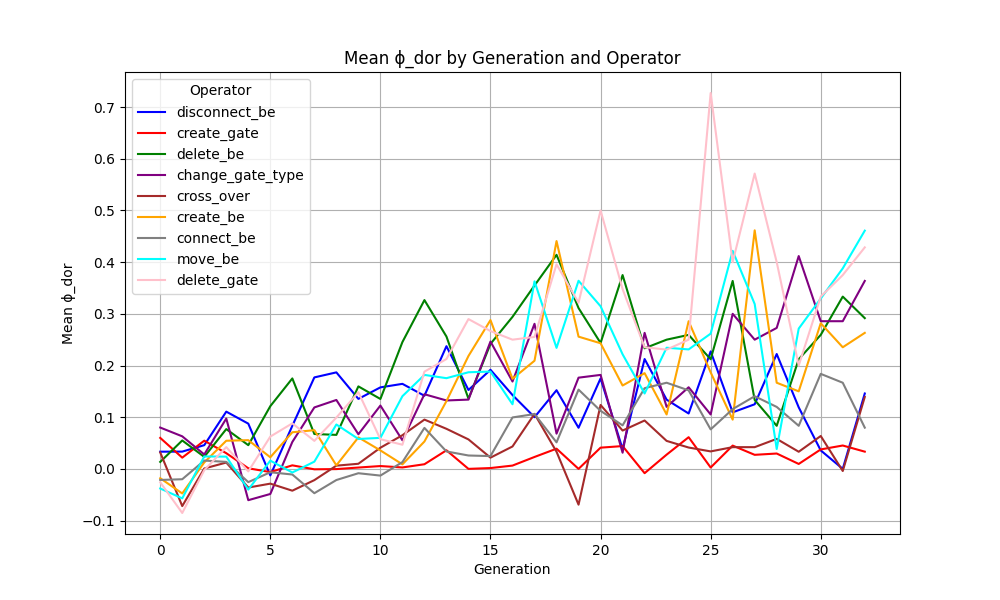 Mean ϕ_dor by Generation and Operator
Operator
disconnect_be
create_gate
delete_be
change_gate_type
cross_over
create_be
connect_be
move_be
delete_gate
Mean ϕ_dor
0.7
0.6
0.5
0.4
0.3
0.2
0.1
0.0
−0.1
0 5 10 15 20 25 30
Generation